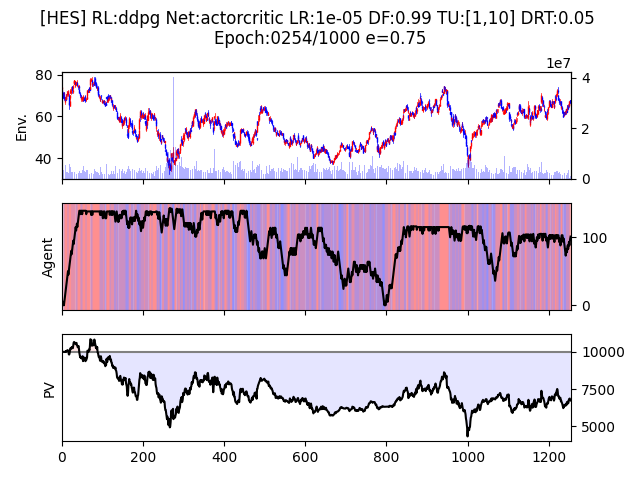 [HES] RL:ddpg Net:actorcritic LR:1e-05 DF:0.99 TU:[1,10] DRT:0.05
Epoch:0254/1000 e=0.75
1e7
80
60
40
Env.
4
2
0
Agent
100
0
PV
10000
7500
5000
0 200 400 600 800 1000 1200